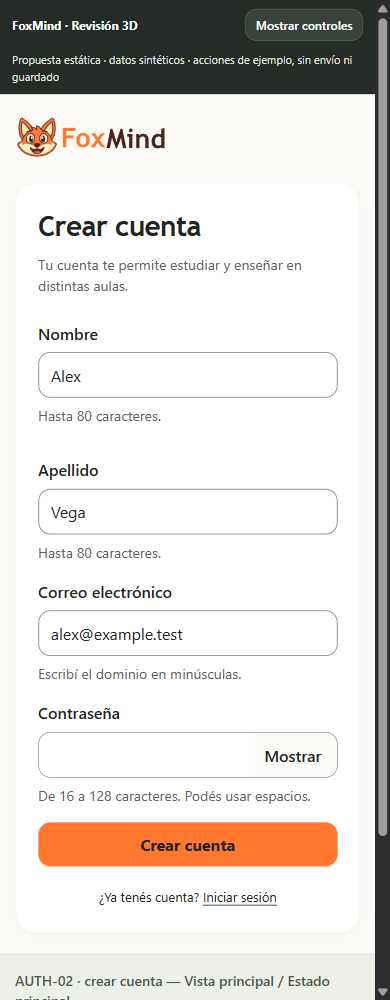 FoxMind · Revisión 3D
Mostrar controles
Propuesta estática · datos sintéticos · acciones de ejemplo, sin envío ni
guardado
FoxMind
Crear cuenta
Tu cuenta te permite estudiar y enseñar en
distintas aulas.
Nombre
Alex
Hasta 80 caracteres.
Apellido
Vega
Hasta 80 caracteres.
Correo electrónico
alex@example.test
Escribí el dominio en minúsculas.
Contraseña
Mostrar
De 16 a 128 caracteres. Podés usar espacios.
Crear cuenta
¿Ya tenés cuenta? Iniciar sesión
AUTH-02 · crear cuenta — Vista principal / Estado
principal